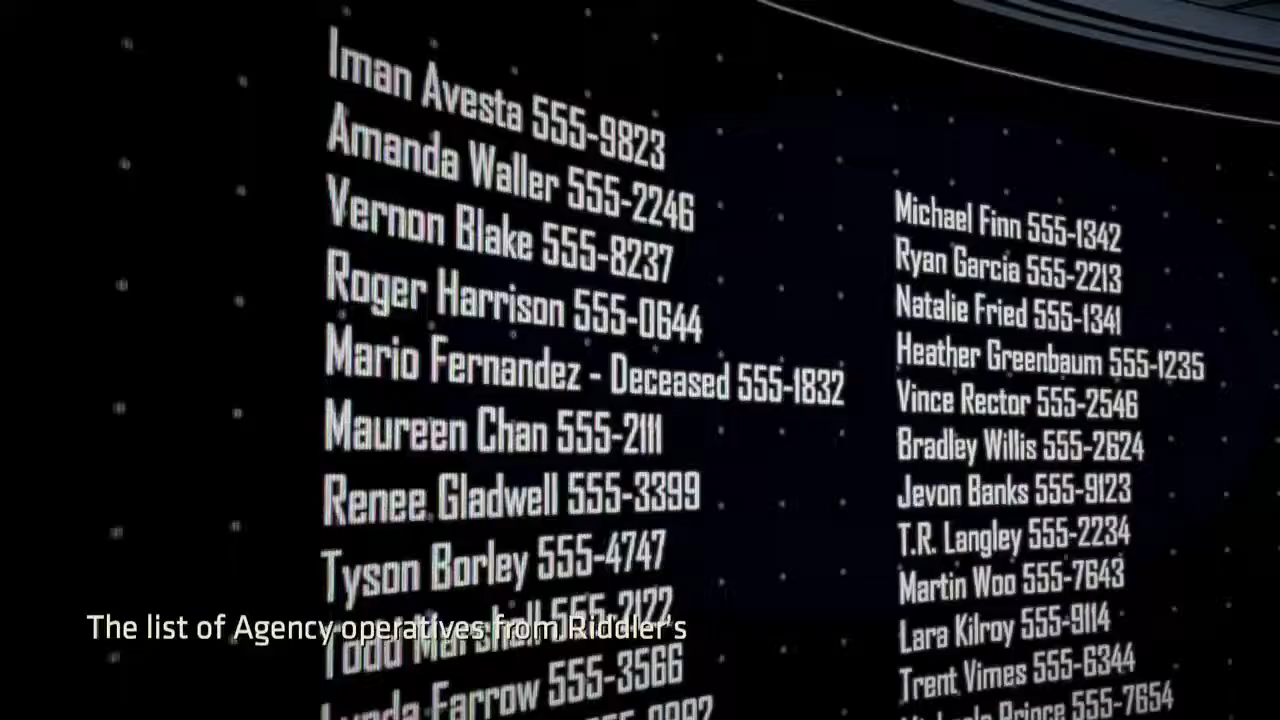 Iman Avesta 555-9823
Amanda Waller 555-2246
Vernon Blake 555-8237
Roger Harrison 555-0644
Mario Fernandez - Deceased 555-1832
Maureen Chan 555-2111
Renee Gladwell 555-3399
Tyson Borley 555-4747
Todd Marshell 555-2122
Lynda Farrow 555-3566
Michael Finn 555-1342
Ryan Garcia 555-2213
Natalie Fried 555-1341
Heather Greenbaum 555-1235
Vince Rector 555-2546
Bradley Willis 555-2624
Jevon Banks 555-9123
T.R. Langley 555-2234
Martin Woo 555-7643
Lara Kilroy 555-9114
Trent Vimes 555-6344
Prince 555-7654
The list of Agency operatives from Riddler's